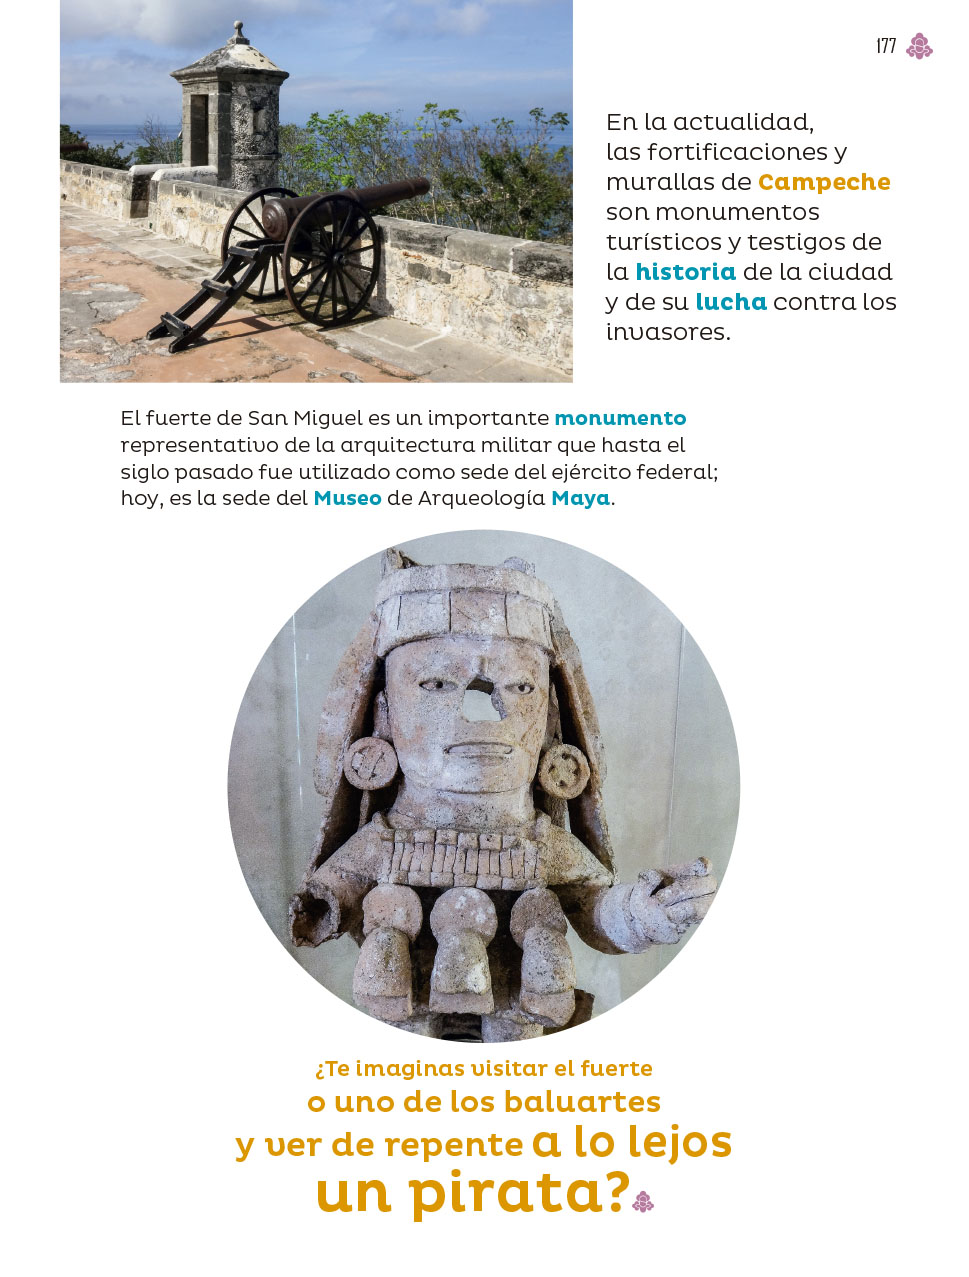 177
En la actualidad,
las fortificaciones y
murallas de Campeche
son monumentos
turísticos y testigos de
la historia de la ciudad
y de su lucha contra los
invasores.
El fuerte de San Miguel es un importante monumento
representativo de la arquitectura militar que hasta el
siglo pasado fue utilizado como sede del ejército federal;
hoy, es la sede del Museo de Arqueología Maya.
¿Te imaginas visitar el fuerte
o uno de los baluartes
y ver de repente a lo lejos
un pirata?